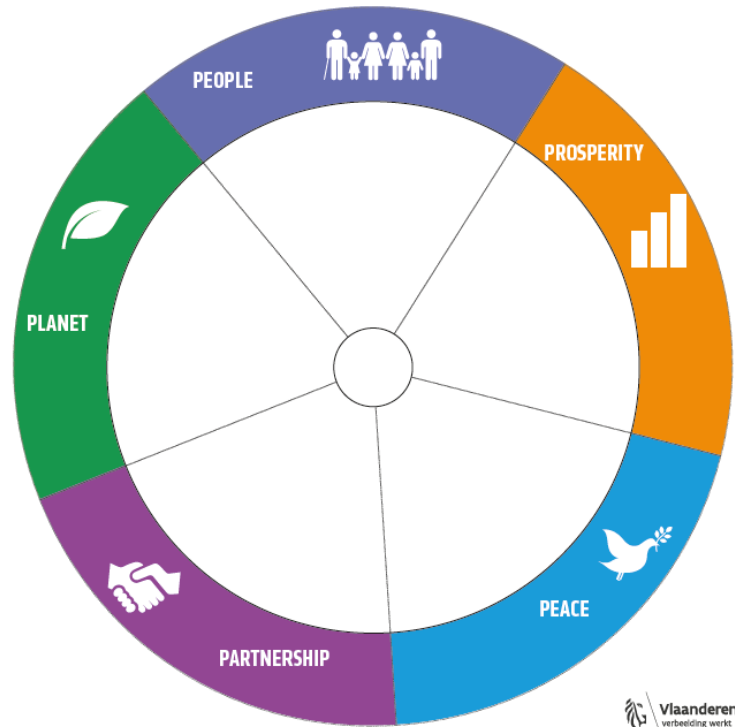 PEOPLE
PROSPERITY
PLANET
PEACE
PARTNERSHIP
Vlaanderen
verbeelding werkt